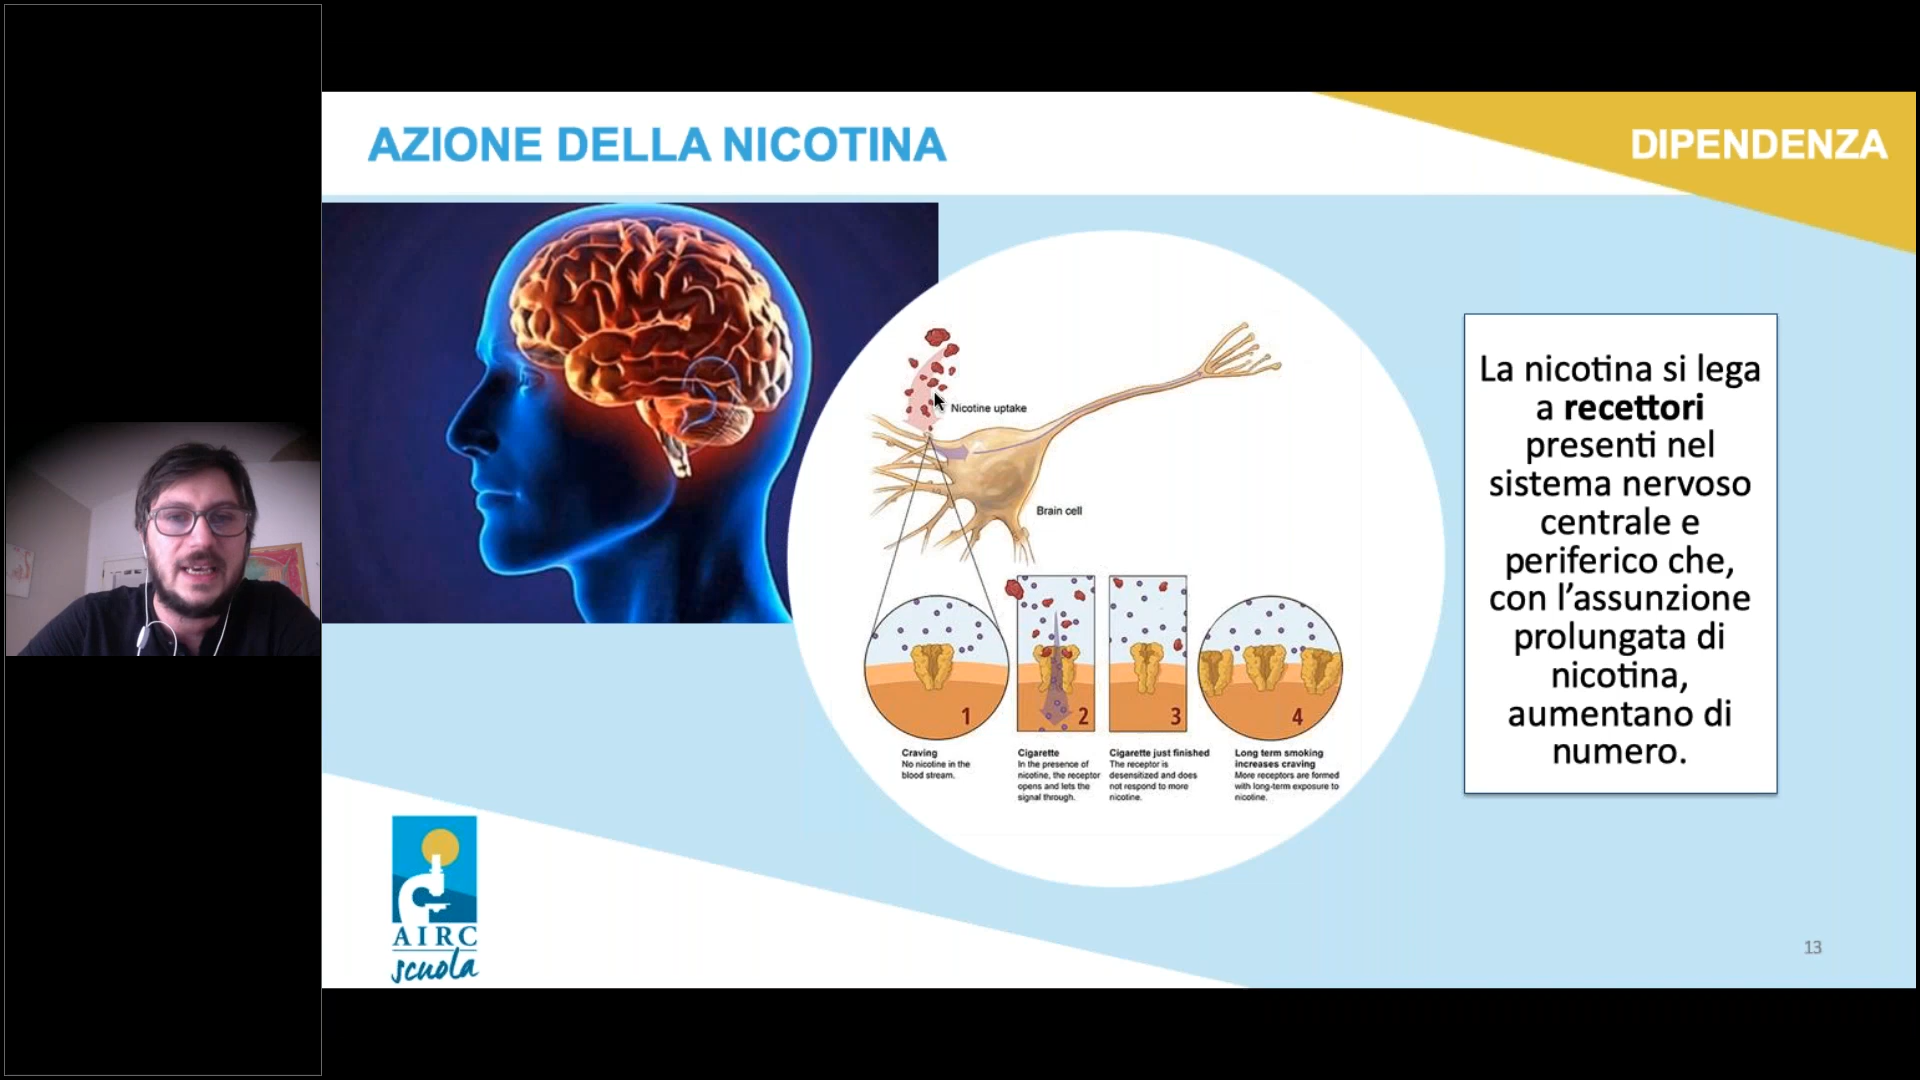 AZIONE DELLA NICOTINA
DIPENDENZA
Nicotine uptake
Brain cell
1
2
3
4
Craving
No nicotine in the
blood stream.
Cigarette
In the presence of
nicotine, the receptor
opens and lets the
signal through.
Cigarette just finished
The receptor is
desensitized and does
not respond to more
nicotine.
Long term smoking
increases craving
More receptors are formed
with long-term exposure to
nicotine.
La nicotina si lega
a recettori
presenti nel
sistema nervoso
centrale e
periferico che,
con l’assunzione
prolungata di
nicotina,
aumentano di
numero.
AIRC
scuola
13